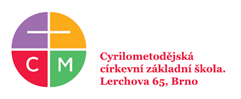 C M
Cyrilometodějská
církevní základní škola.
Lerchova 65, Brno